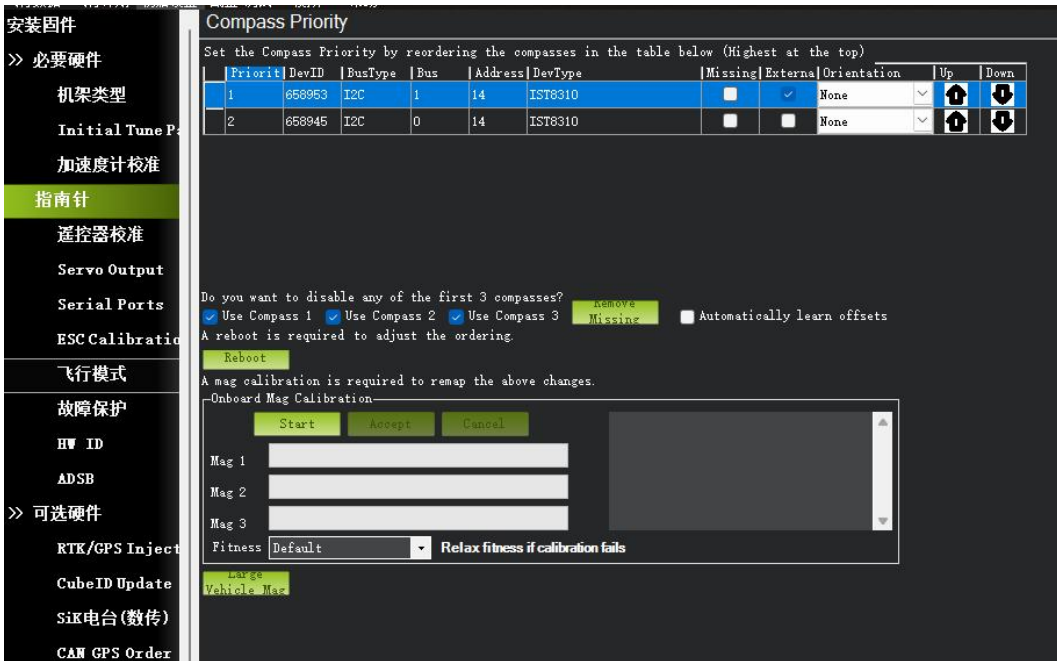 安装固件
>> 必要硬件
机架类型
Initial Tune Pa
加速度计校准
指南针
遥控器校准
Servo Output
Serial Ports
ESC Calibratio
飞行模式
故障保护
HW ID
ADSB
>> 可选硬件
RTK/GPS Inject
CubeID Update
SiK电台(数传)
CAN GPS Order
Compass Priority
Set the Compass Priority by reordering the compasses in the table below (Highest at the top)
Priorit DevID BusType Bus Address DevType Missing Externa Orientation Up Down
1 658953 I2C 1 14 IST8310 None
2 658945 I2C 0 14 IST8310 None
Do you want to disable any of the first 3 compasses?
Use Compass 1 Use Compass 2 Use Compass 3 Remove Missing Automatically learn offsets
A reboot is required to adjust the ordering.
Reboot
A mag calibration is required to remap the above changes.
Onboard Mag Calibration
Start Accept Cancel
Mag 1
Mag 2
Mag 3
Fitness Default Relax fitness if calibration fails
Large
Vehicle Mag